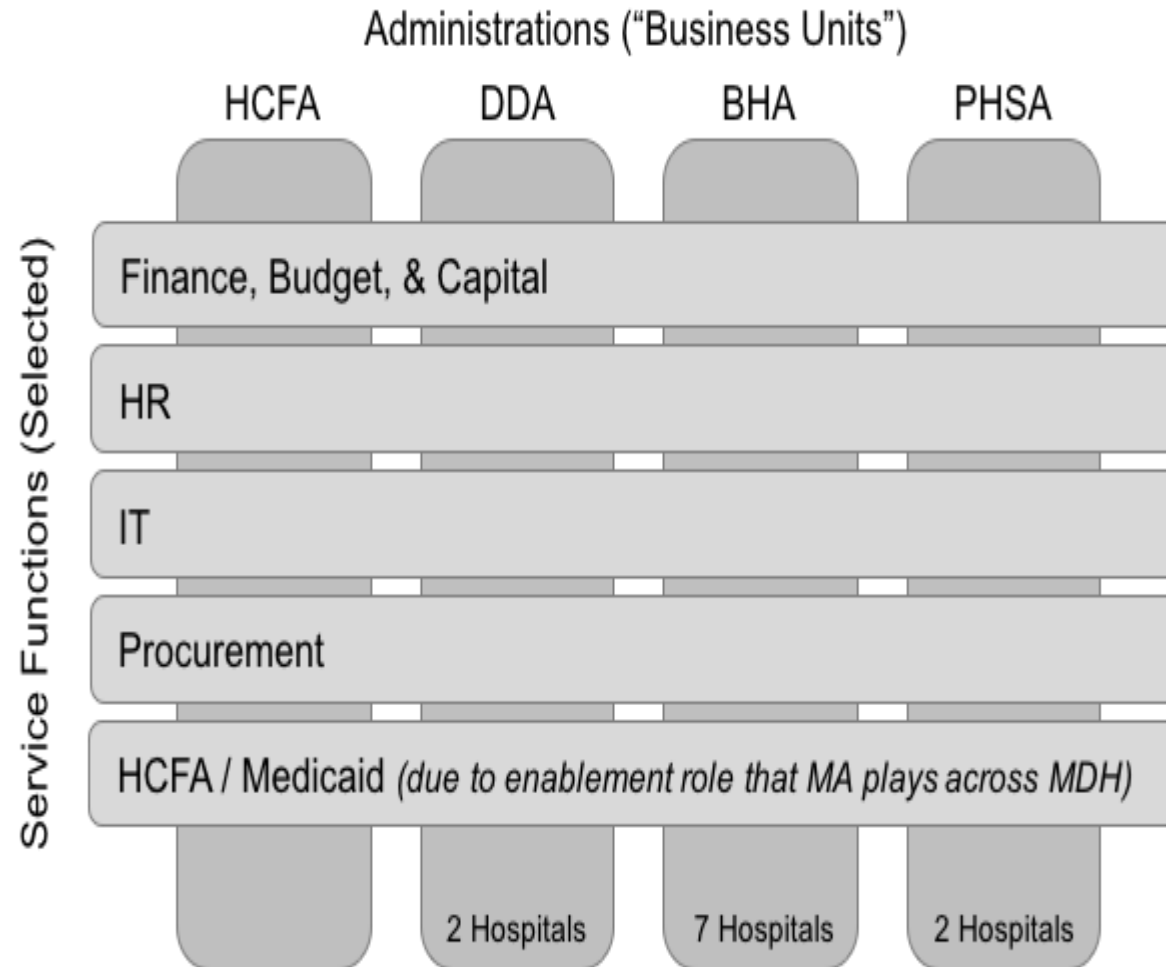 Administrations (“Business Units”)
HCFA DDA BHA PHSA
Service Functions (Selected)
Finance, Budget, & Capital
HR
IT
Procurement
HCFA / Medicaid (due to enablement role that MA plays across MDH)
2 Hospitals 7 Hospitals 2 Hospitals